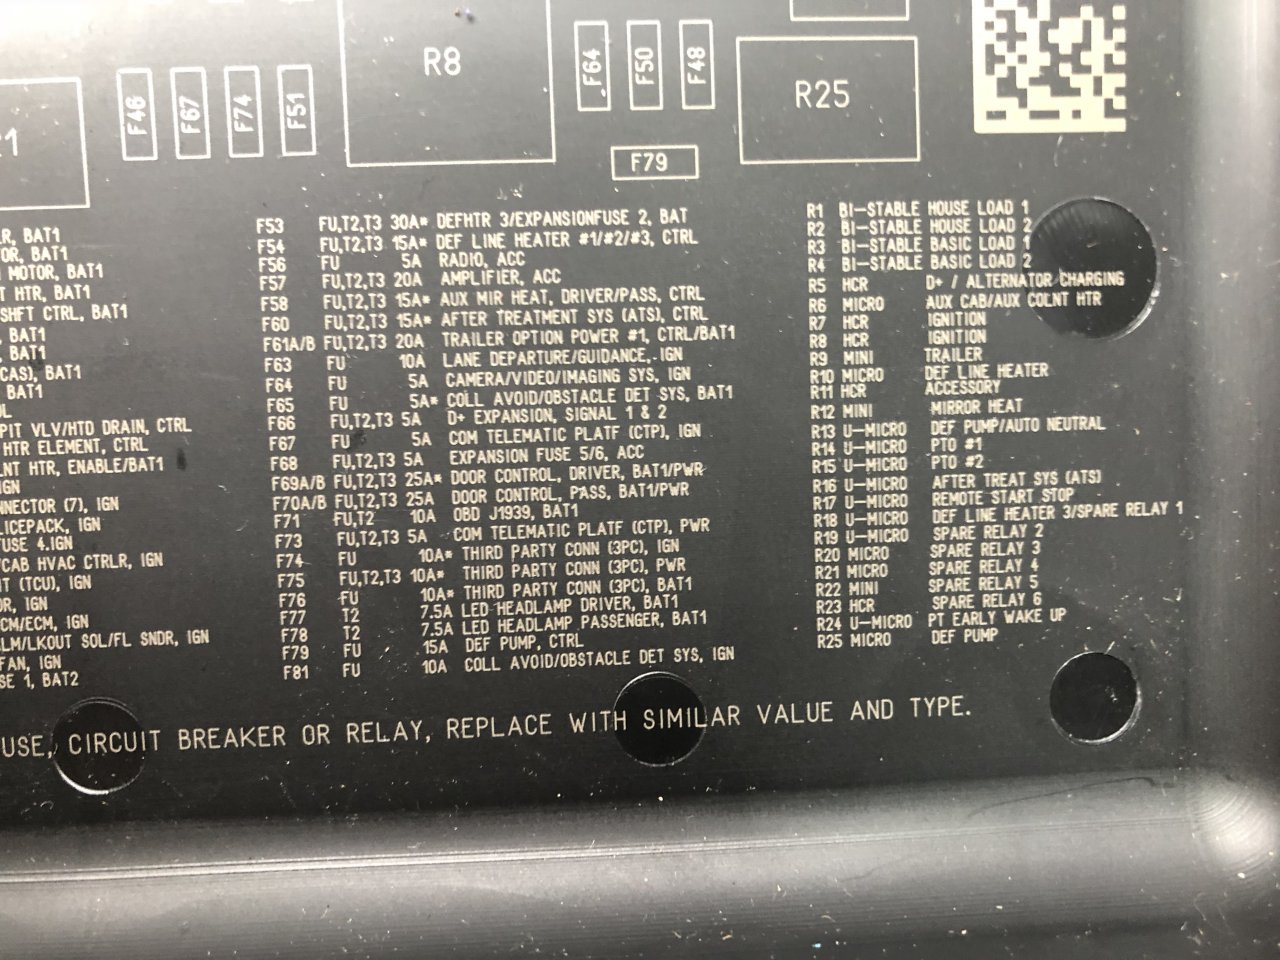 R8
R25
F64
F50
F48
F46
F67
F74
F51
F79
BAT1
BAT1
MOTOR, BAT1
HTR, BAT1
CTRL, BAT1
BAT1
BAT1
BAT1
BAT1
VLV/HTD DRAIN, CTRL
HTR ELEMENT, CTRL
HTR, ENABLE/BAT1
(7), IGN
IGN
4.IGN
HVAC CTRLR, IGN
(TCU), IGN
IGN
IGN
SOL/FL SNDR, IGN
FAN, IGN
1, BAT2
F53 FU,T2,T3 30A* DEFHTR 3/EXPANSIONFUSE 2, BAT
F54 FU,T2,T3 15A* DEF LINE HEATER #1/#2/#3, CTRL
F56 FU 5A RADIO, ACC
F57 FU,T2,T3 20A AMPLIFIER, ACC
F58 FU,T2,T3 15A* AUX MIR HEAT, DRIVER/PASS, CTRL
F60 FU,T2,T3 15A* AFTER TREATMENT SYS (ATS), CTRL
F61A/B FU,T2,T3 20A TRAILER OPTION POWER #1, CTRL/BAT1
F63 FU 10A LANE DEPARTURE/GUIDANCE, IGN
F64 FU 5A CAMERA/VIDEO/IMAGING SYS, IGN
F65 FU 5A* COLL AVOID/OBSTACLE DET SYS, BAT1
F66 FU,T2,T3 5A D+ EXPANSION, SIGNAL 1 & 2
F67 FU 5A COM TELEMATIC PLATF (CTP), IGN
F68 FU,T2,T3 5A EXPANSION FUSE 5/6, ACC
F69A/B FU,T2,T3 25A* DOOR CONTROL, DRIVER, BAT1/PWR
F70A/B FU,T2,T3 25A DOOR CONTROL, PASS, BAT1/PWR
F71 FU,T2 10A OBD J1939, BAT1
F73 FU,T2,T3 5A COM TELEMATIC PLATF (CTP), PWR
F74 FU 10A* THIRD PARTY CONN (3PC), IGN
F75 FU,T2,T3 10A* THIRD PARTY CONN (3PC), PWR
F76 FU 10A* THIRD PARTY CONN (3PC), BAT1
F77 T2 7.5A LED HEADLAMP DRIVER, BAT1
F78 T2 7.5A LED HEADLAMP PASSENGER, BAT1
F79 FU 15A DEF PUMP, CTRL
F81 FU 10A COLL AVOID/OBSTACLE DET SYS, IGN
R1 BI-STABLE HOUSE LOAD 1
R2 BI-STABLE HOUSE LOAD 2
R3 BI-STABLE BASIC LOAD 1
R4 BI-STABLE BASIC LOAD 2
R5 HCR D+ / ALTERNATOR CHARGING
R6 MICRO AUX CAB/AUX COLNT HTR
R7 HCR IGNITION
R8 HCR IGNITION
R9 MINI TRAILER
R10 MICRO DEF LINE HEATER
R11 HCR ACCESSORY
R12 MINI MIRROR HEAT
R13 U-MICRO DEF PUMP/AUTO NEUTRAL
R14 U-MICRO PTO #1
R15 U-MICRO PTO #2
R16 U-MICRO AFTER TREAT SYS (ATS)
R17 U-MICRO REMOTE START STOP
R18 U-MICRO DEF LINE HEATER 3/SPARE RELAY 1
R19 U-MICRO SPARE RELAY 2
R20 MICRO SPARE RELAY 3
R21 MICRO SPARE RELAY 4
R22 MINI SPARE RELAY 5
R23 HCR SPARE RELAY 6
R24 U-MICRO PT EARLY WAKE UP
R25 MICRO DEF PUMP
USE, CIRCUIT BREAKER OR RELAY, REPLACE WITH SIMILAR VALUE AND TYPE.